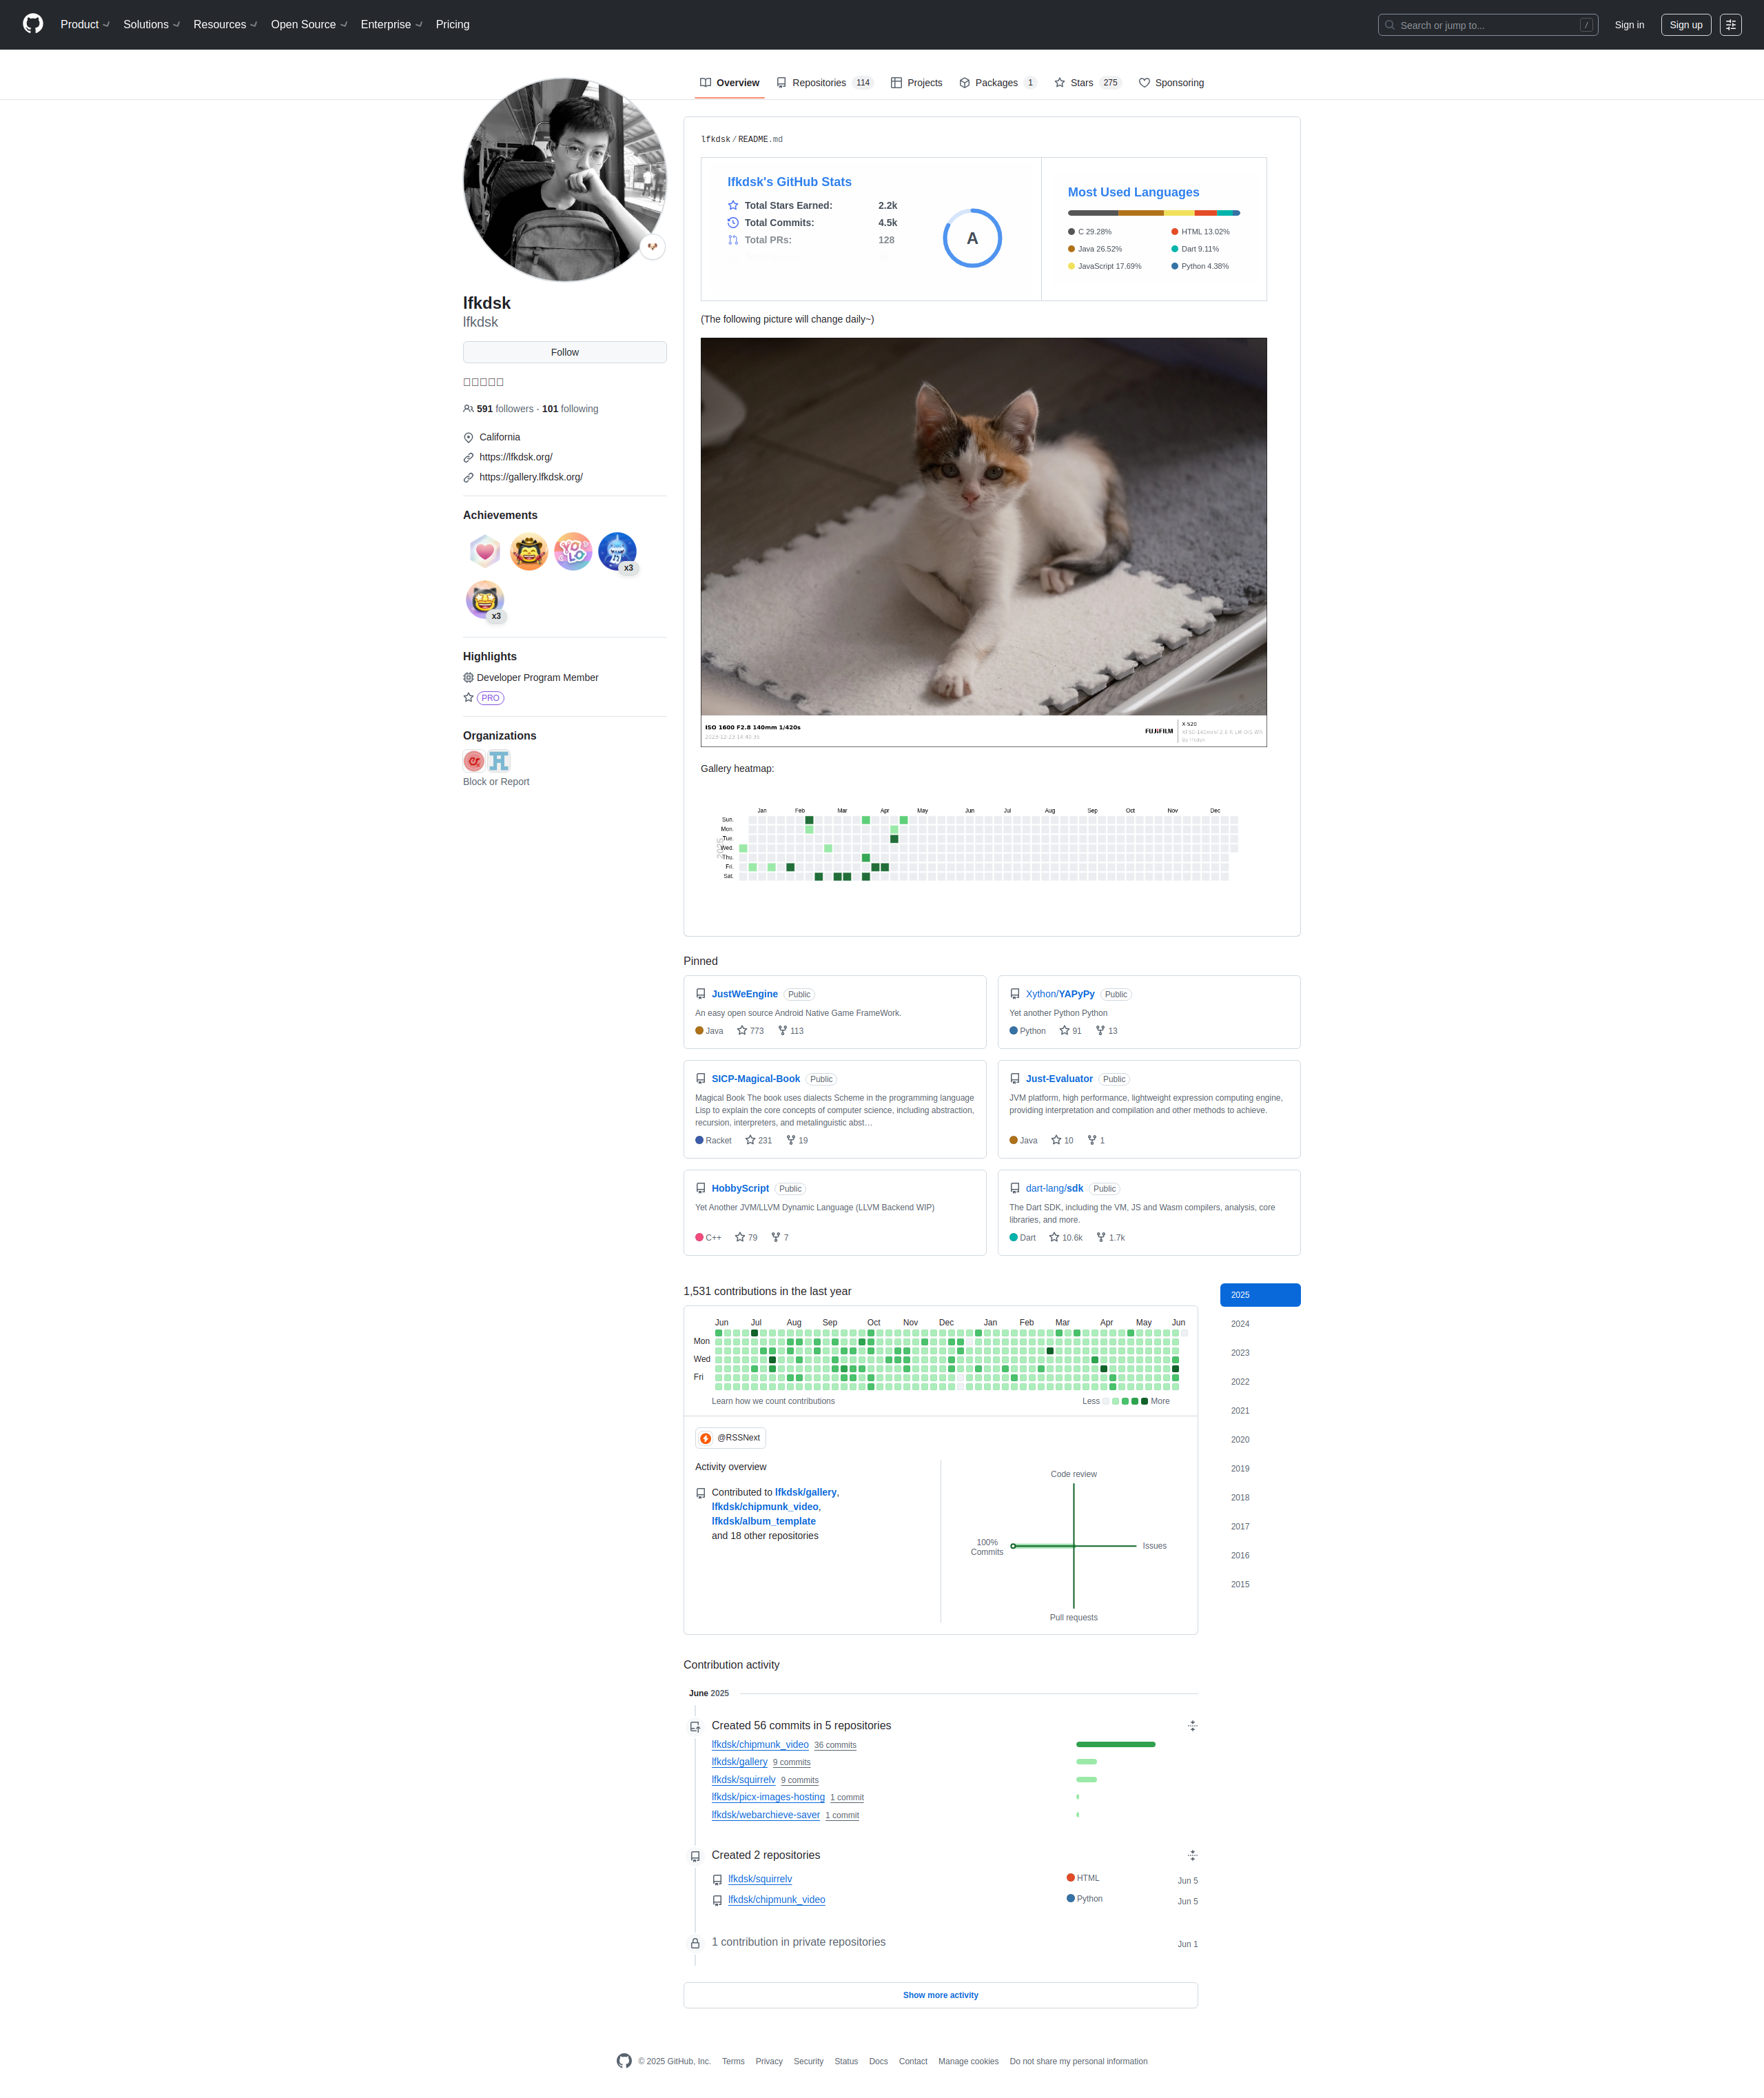 Product Solutions Resources Open Source Enterprise Pricing
Search or jump to... / Sign in Sign up
Overview Repositories 114 Projects Packages 1 Stars 275 Sponsoring
lfkdsk
lfkdsk
Follow
591 followers · 101 following
California
https://lfkdsk.org/
https://gallery.lfkdsk.org/
Achievements
YOLO
x3
x3
Highlights
Developer Program Member
PRO
Organizations
Block or Report
lfkdsk/README.md
lfkdsk's GitHub Stats
Total Stars Earned: 2.2k
Total Commits: 4.5k
Total PRs: 128
A
Most Used Languages
C 29.28%
HTML 13.02%
Java 26.52%
Dart 9.11%
JavaScript 17.69%
Python 4.38%
(The following picture will change daily~)
ISO 1600 F2.8 140mm 1/420s
FUJIFILM
X-S20
Gallery heatmap:
Jan Feb Mar Apr May Jun Jul Aug Sep Oct Nov Dec
Sun.
Mon.
Tue.
Wed.
Thu.
Fri.
Sat.
Pinned
JustWeEngine Public
An easy open source Android Native Game FrameWork.
Java 773 113
Xython/YAPyPy Public
Yet another Python Python
Python 91 13
SICP-Magical-Book Public
Magical Book The book uses dialects Scheme in the programming language
Lisp to explain the core concepts of computer science, including abstraction,
recursion, interpreters, and metalinguistic abst…
Racket 231 19
Just-Evaluator Public
JVM platform, high performance, lightweight expression computing engine,
providing interpretation and compilation and other methods to achieve.
Java 10 1
HobbyScript Public
Yet Another JVM/LLVM Dynamic Language (LLVM Backend WIP)
C++ 79 7
dart-lang/sdk Public
The Dart SDK, including the VM, JS and Wasm compilers, analysis, core
libraries, and more.
Dart 10.6k 1.7k
1,531 contributions in the last year
Jun Jul Aug Sep Oct Nov Dec Jan Feb Mar Apr May Jun
Mon
Wed
Fri
Learn how we count contributions
Less More
@RSSNext
Activity overview
Contributed to lfkdsk/gallery,
lfkdsk/chipmunk_video,
lfkdsk/album_template
and 18 other repositories
Code review
100%
Commits
Issues
Pull requests
2025
2024
2023
2022
2021
2020
2019
2018
2017
2016
2015
Contribution activity
June 2025
Created 56 commits in 5 repositories
lfkdsk/chipmunk_video 36 commits
lfkdsk/gallery 9 commits
lfkdsk/squirrelv 9 commits
lfkdsk/picx-images-hosting 1 commit
lfkdsk/webarchieve-saver 1 commit
Created 2 repositories
lfkdsk/squirrelv HTML Jun 5
lfkdsk/chipmunk_video Python Jun 5
1 contribution in private repositories Jun 1
Show more activity
© 2025 GitHub, Inc. Terms Privacy Security Status Docs Contact Manage cookies Do not share my personal information